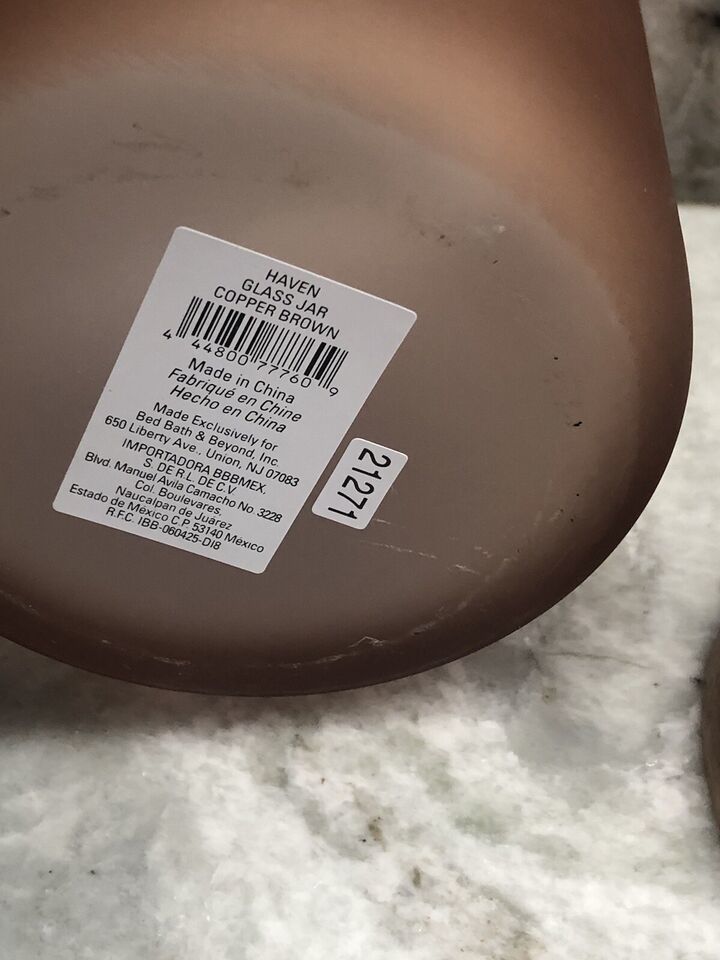 HAVEN
GLASS JAR
COPPER BROWN
4 44800 77760 9
Made in China
Fabriqué en Chine
Hecho en China
Made Exclusively for
Bed Bath & Beyond, Inc.
650 Liberty Ave., Union, NJ 07083
IMPORTADORA BBBMEX,
S. DE R.L. DE C.V.
Blvd. Manuel Avila Camacho No. 3228
Col. Boulevares,
Naucalpan de Juarez
Estado de México C.P. 53140 México
R.F.C. IBB-060425-DI8
21271